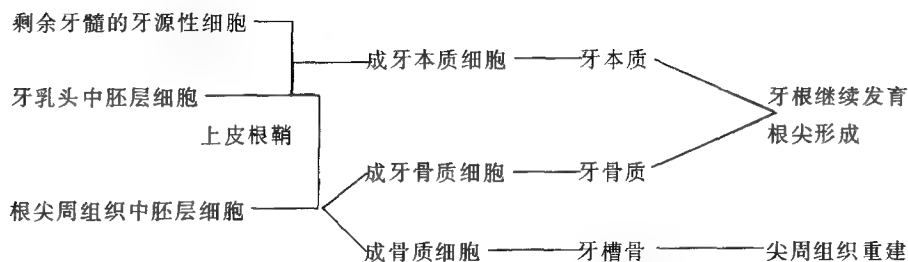 剩余牙髓的牙源性细胞
成牙本质细胞 牙本质
牙乳头中胚层细胞 牙根继续发育
上皮根鞘 根尖形成
成牙骨质细胞 牙骨质
根尖周组织中胚层细胞
成骨质细胞 牙槽骨 尖周组织重建